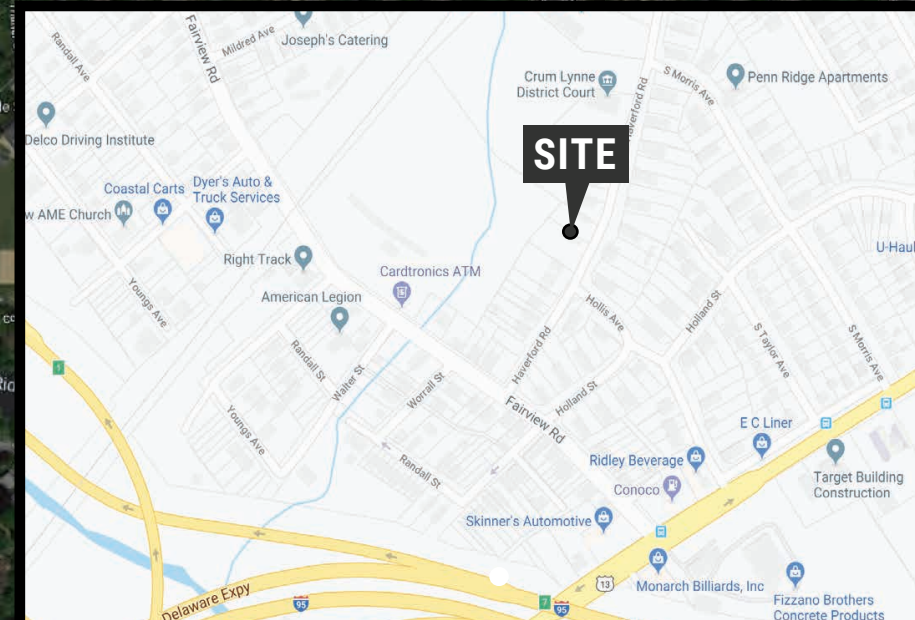 Randall Ave
Fairview Rd
Mildred Ave
Joseph's Catering
Delco Driving Institute
Crum Lynne
District Court
Haverford Rd
S Morris Ave
Penn Ridge Apartments
SITE
Coastal Carts
Dyer's Auto &
Truck Services
w AME Church
Right Track
Cardtronics ATM
American Legion
U-Haul
Youngs Ave
Hollis Ave
Holland St
Haverford Rd
S Taylor Ave
S Morris Ave
Randall St
Walter St
Worrall St
Holland St
Fairview Rd
Youngs Ave
Randall St
E C Liner
Ridley Beverage
Conoco
Target Building
Construction
Skinner's Automotive
13
Monarch Billiards, Inc
Fizzano Brothers
Concrete Products
Delaware Expy
95
7
95
1